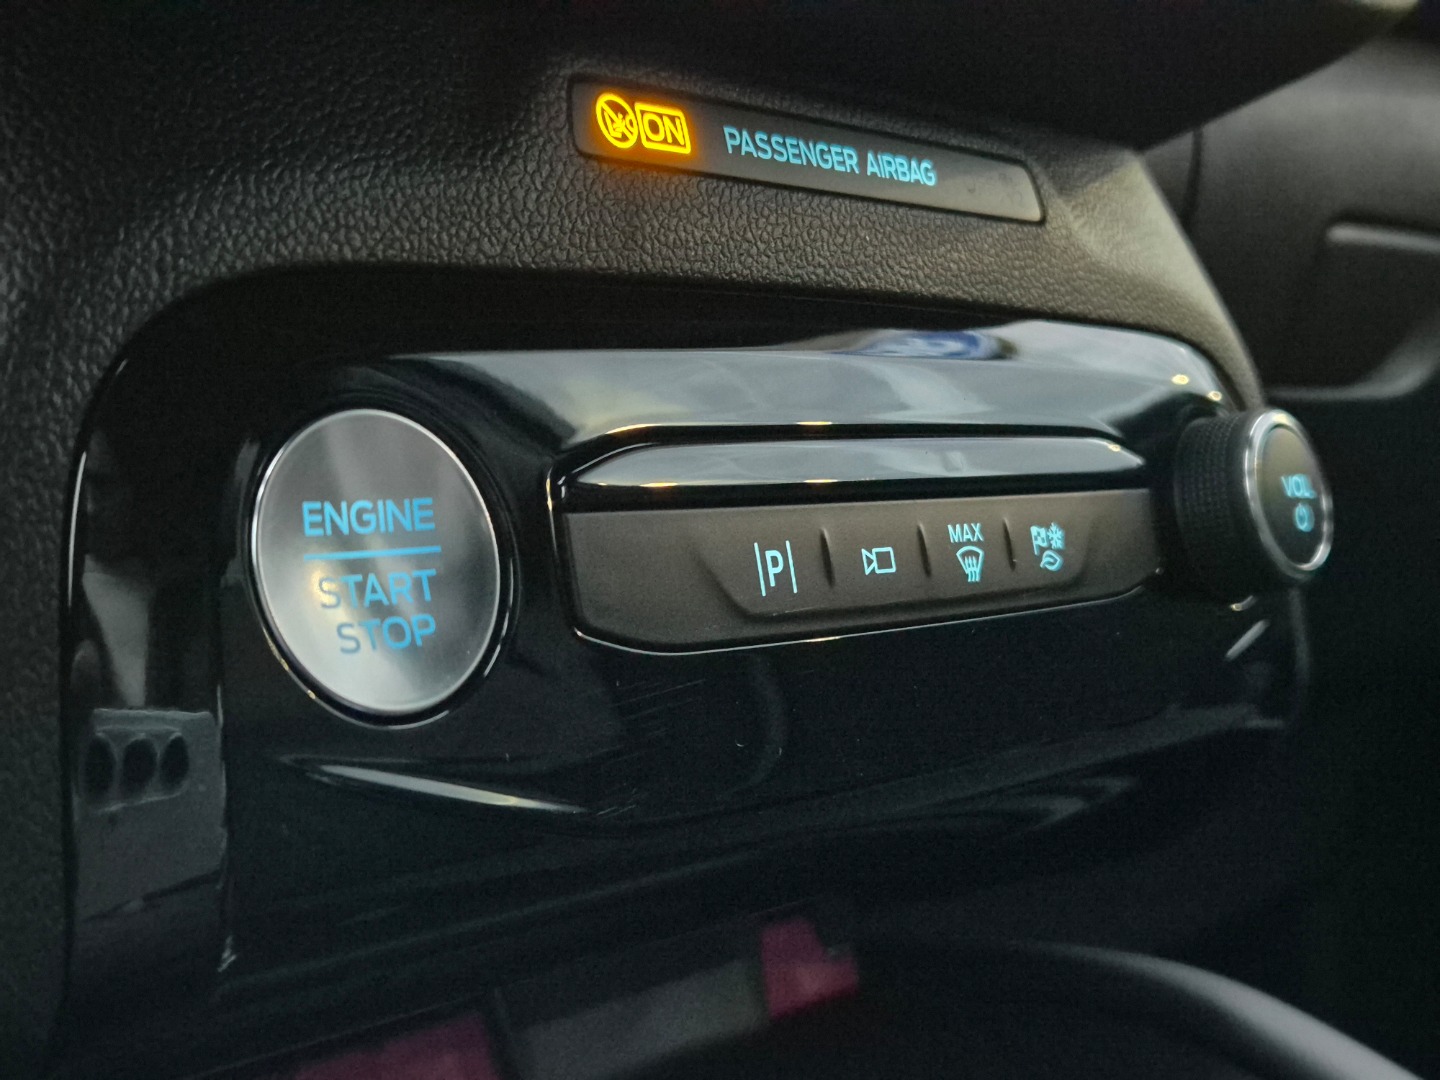 ON PASSENGER AIRBAG
ENGINE
START
STOP
P
MAX
VOL